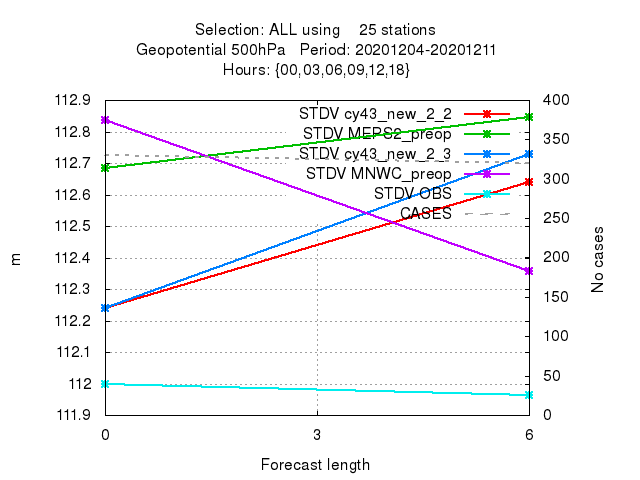 Selection: ALL using    25 stations
Geopotential 500hPa   Period: 20201204-20201211
Hours: {00,03,06,09,12,18}
STDV cy43_new_2_2
STDV MEPS2_preop
STDV cy43_new_2_3
STDV MNWC_preop
STDV OBS
CASES
112.9
112.8
112.7
112.6
112.5
112.4
112.3
112.2
112.1
112
111.9
m
400
350
300
250
200
150
100
50
0
No cases
0
3
6
Forecast length